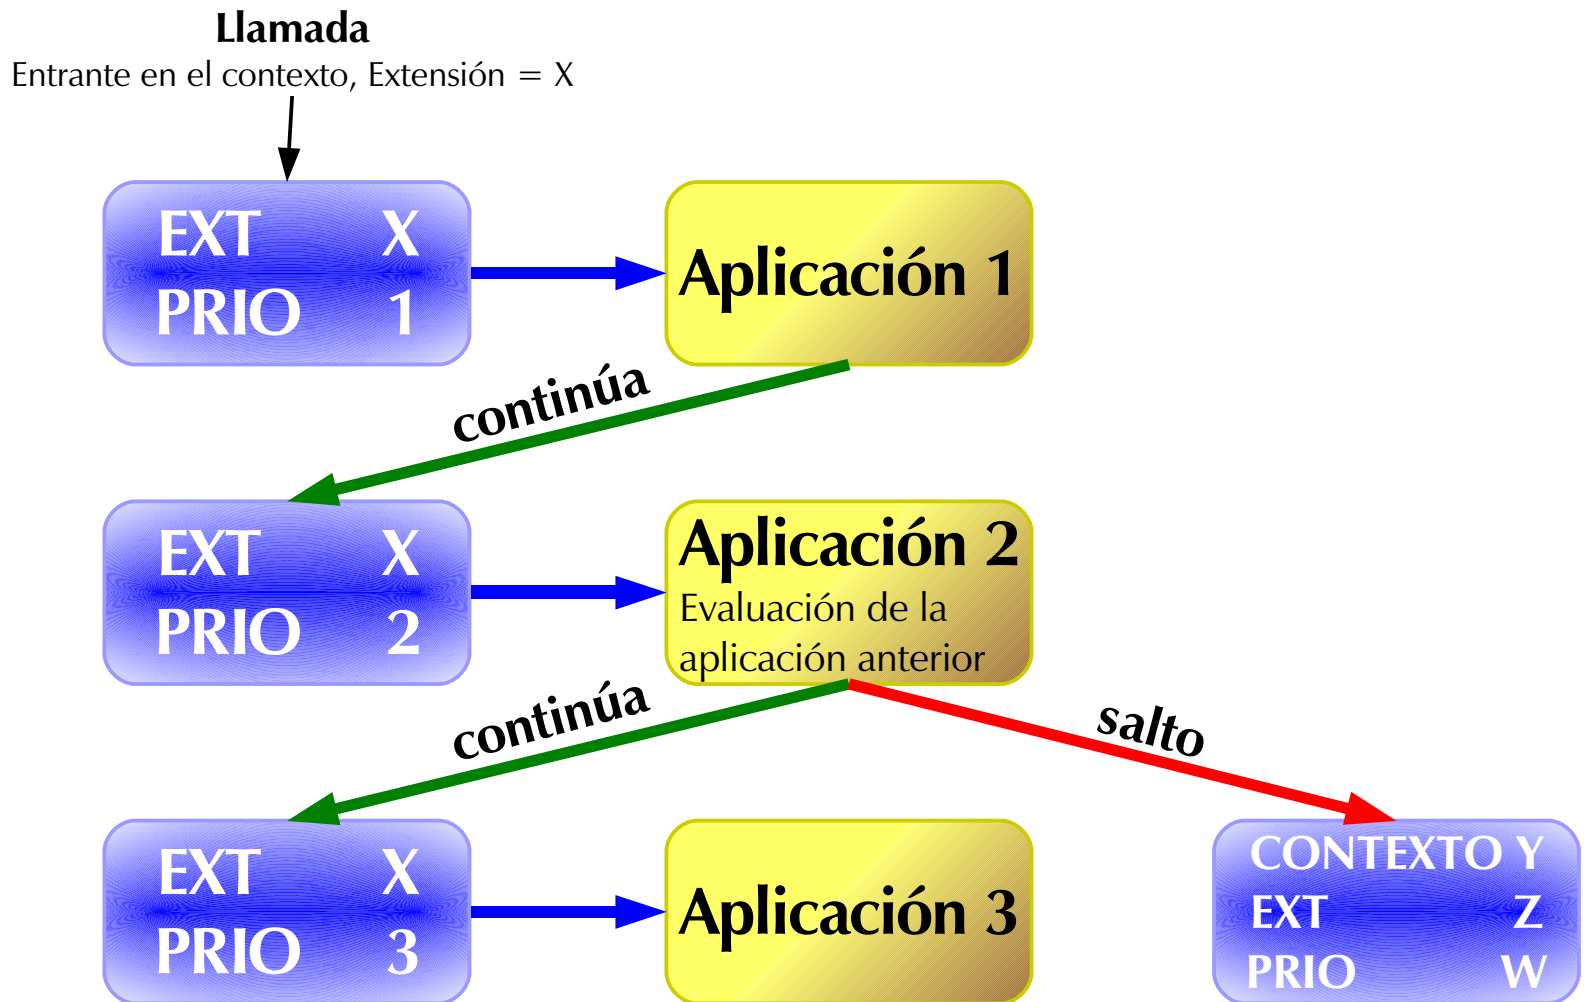 Llamada
Entrante en el contexto, Extensión = X
EXT X
PRIO 1
Aplicación 1
continúa
EXT X
PRIO 2
Aplicación 2
Evaluación de la
aplicación anterior
continúa
salto
EXT X
PRIO 3
Aplicación 3
CONTEXTO Y
EXT Z
PRIO W